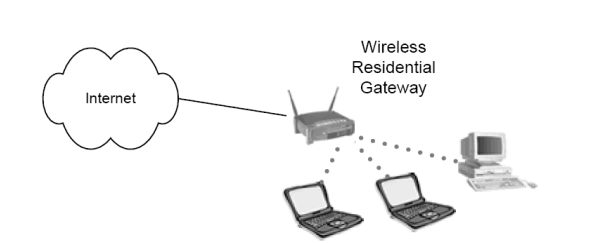 Wireless
Residential
Gateway
Internet